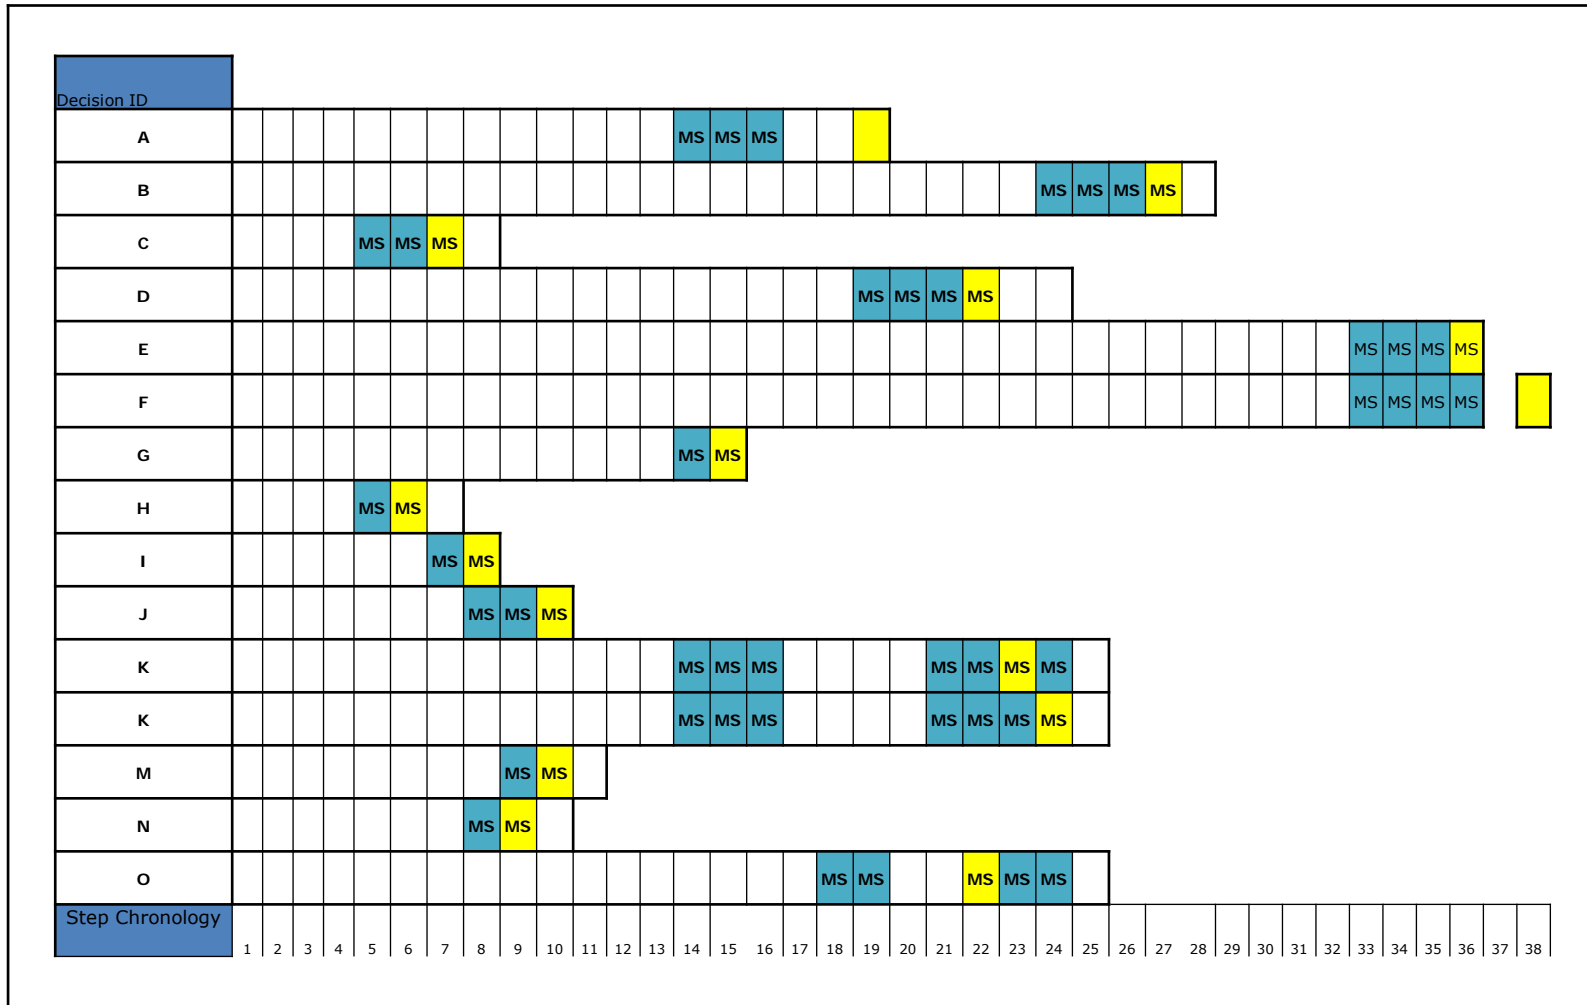 Decision ID
A MS MS MS
B MS MS MS MS
C MS MS MS
D MS MS MS MS
E MS MS MS MS
F MS MS MS MS
G MS MS
H MS MS
I MS MS
J MS MS MS
K MS MS MS MS MS MS MS
K MS MS MS MS MS MS MS
M MS MS
N MS MS
O MS MS MS MS MS
Step Chronology
1 2 3 4 5 6 7 8 9 10 11 12 13 14 15 16 17 18 19 20 21 22 23 24 25 26 27 28 29 30 31 32 33 34 35 36 37 38